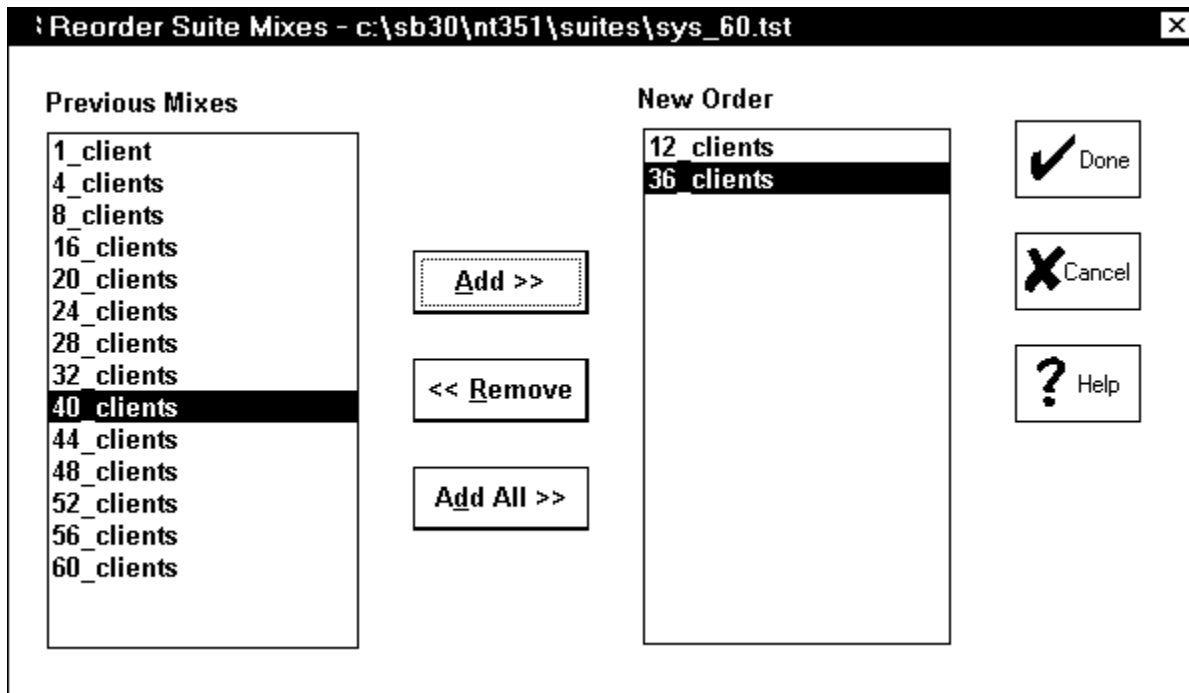 Reorder Suite Mixes - c:\sb30\nt351\suites\sys_60.tst
Previous Mixes
1_client
4_clients
8_clients
16_clients
20_clients
24_clients
28_clients
32_clients
40_clients
44_clients
48_clients
52_clients
56_clients
60_clients
Add >>
<< Remove
Add All >>
New Order
12_clients
36_clients
Done
Cancel
? Help